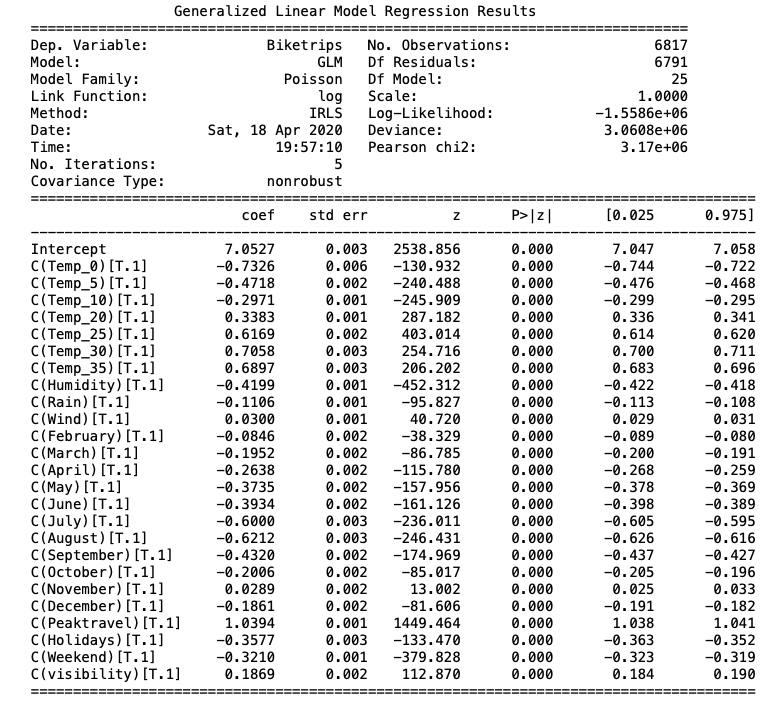 Generalized Linear Model Regression Results
==============================================================================
Dep. Variable: Biketrips No. Observations: 6817
Model: GLM Df Residuals: 6791
Model Family: Poisson Df Model: 25
Link Function: log Scale: 1.0000
Method: IRLS Log-Likelihood: -1.5586e+06
Date: Sat, 18 Apr 2020 Deviance: 3.0608e+06
Time: 19:57:10 Pearson chi2: 3.17e+06
No. Iterations: 5
Covariance Type: nonrobust
======================================================================================
coef std err z P>|z| [0.025 0.975]
--------------------------------------------------------------------------------------
Intercept 7.0527 0.003 2538.856 0.000 7.047 7.058
C(Temp_0)[T.1] -0.7326 0.006 -130.932 0.000 -0.744 -0.722
C(Temp_5)[T.1] -0.4718 0.002 -240.488 0.000 -0.476 -0.468
C(Temp_10)[T.1] -0.2971 0.001 -245.909 0.000 -0.299 -0.295
C(Temp_20)[T.1] 0.3383 0.001 287.182 0.000 0.336 0.341
C(Temp_25)[T.1] 0.6169 0.002 403.014 0.000 0.614 0.620
C(Temp_30)[T.1] 0.7058 0.003 254.716 0.000 0.700 0.711
C(Temp_35)[T.1] 0.6897 0.003 206.202 0.000 0.683 0.696
C(Humidity)[T.1] -0.4199 0.001 -452.312 0.000 -0.422 -0.418
C(Rain)[T.1] -0.1106 0.001 -95.827 0.000 -0.113 -0.108
C(Wind)[T.1] 0.0300 0.001 40.720 0.000 0.029 0.031
C(February)[T.1] -0.0846 0.002 -38.329 0.000 -0.089 -0.080
C(March)[T.1] -0.1952 0.002 -86.785 0.000 -0.200 -0.191
C(April)[T.1] -0.2638 0.002 -115.780 0.000 -0.268 -0.259
C(May)[T.1] -0.3735 0.002 -157.956 0.000 -0.378 -0.369
C(June)[T.1] -0.3934 0.002 -161.126 0.000 -0.398 -0.389
C(July)[T.1] -0.6000 0.003 -236.011 0.000 -0.605 -0.595
C(August)[T.1] -0.6212 0.003 -246.431 0.000 -0.626 -0.616
C(September)[T.1] -0.4320 0.002 -174.969 0.000 -0.437 -0.427
C(October)[T.1] -0.2006 0.002 -85.017 0.000 -0.205 -0.196
C(November)[T.1] 0.0289 0.002 13.002 0.000 0.025 0.033
C(December)[T.1] -0.1861 0.002 -81.606 0.000 -0.191 -0.182
C(Peaktravel)[T.1] 1.0394 0.001 1449.464 0.000 1.038 1.041
C(Holidays)[T.1] -0.3577 0.003 -133.470 0.000 -0.363 -0.352
C(Weekend)[T.1] -0.3210 0.001 -379.828 0.000 -0.323 -0.319
C(visibility)[T.1] 0.1869 0.002 112.870 0.000 0.184 0.190
======================================================================================